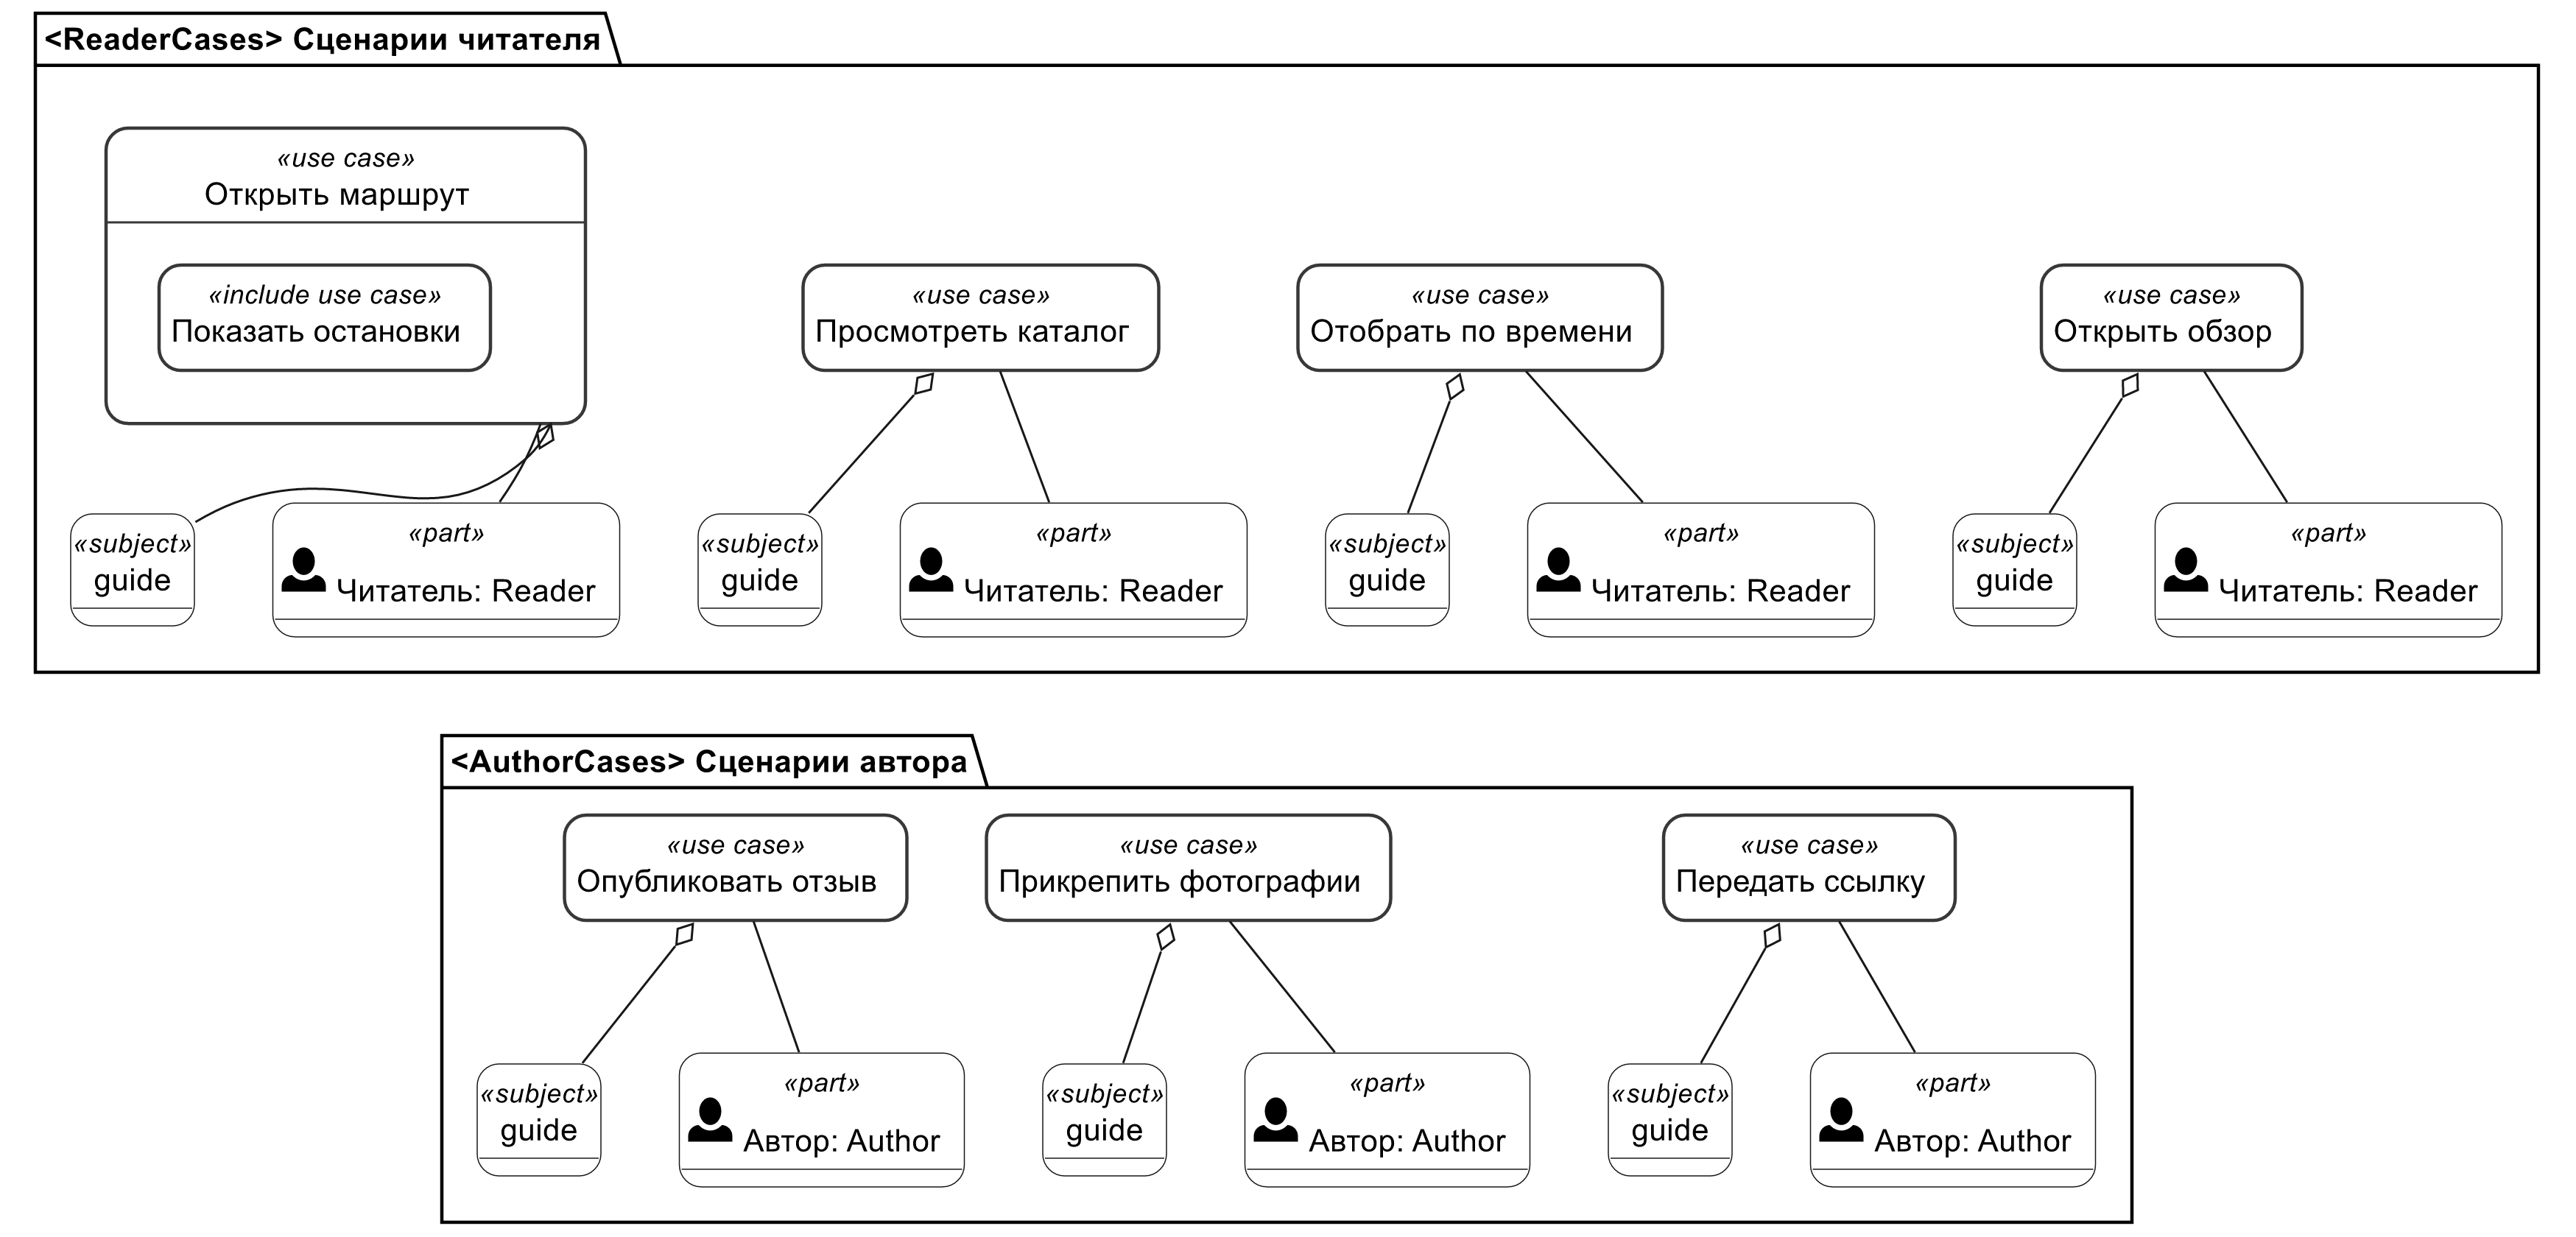 <ReaderCases> Сценарии читателя
«use case»
Открыть маршрут
«include use case»
Показать остановки
«use case»
Просмотреть каталог
«use case»
Отобрать по времени
«use case»
Открыть обзор
«subject»
guide
«part»
Читатель: Reader
«subject»
guide
«part»
Читатель: Reader
«subject»
guide
«part»
Читатель: Reader
«subject»
guide
«part»
Читатель: Reader
<AuthorCases> Сценарии автора
«use case»
Опубликовать отзыв
«use case»
Прикрепить фотографии
«use case»
Передать ссылку
«subject»
guide
«part»
Автор: Author
«subject»
guide
«part»
Автор: Author
«subject»
guide
«part»
Автор: Author